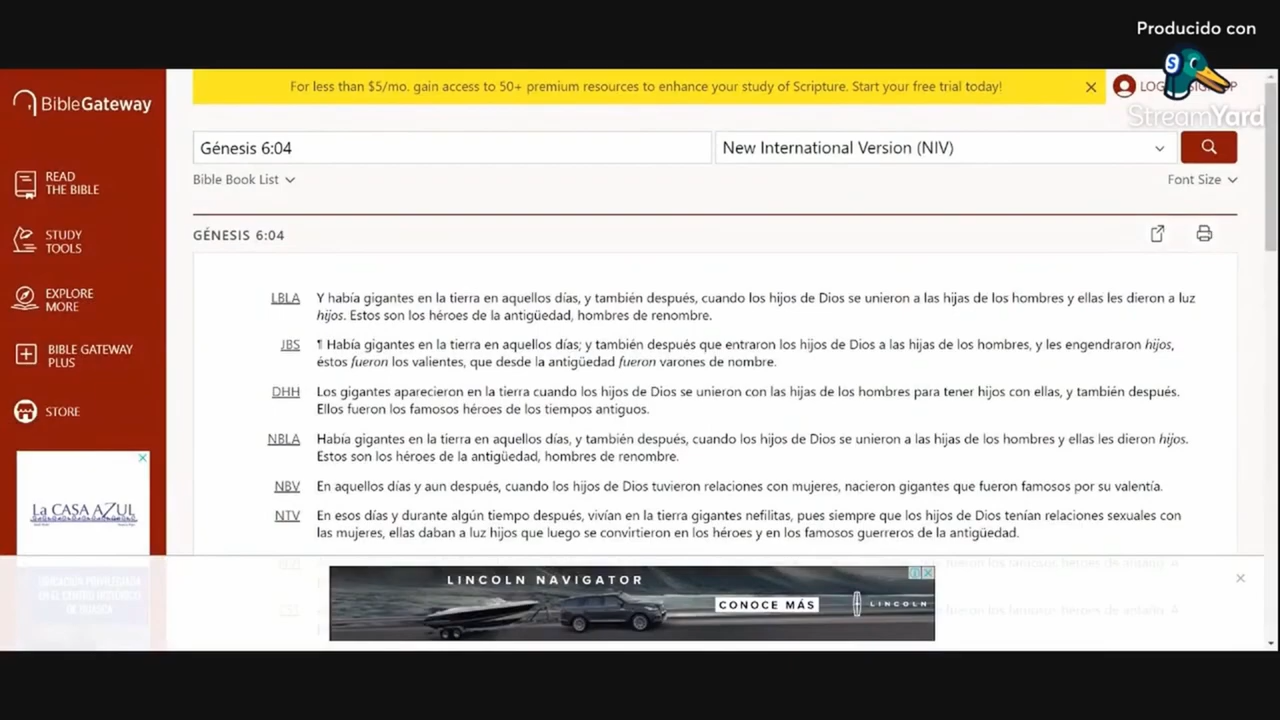 Producido con
StreamYard
For less than $5/mo. gain access to 50+ premium resources to enhance your study of Scripture. Start your free trial today!
BibleGateway
Génesis 6:04
New International Version (NIV)
Bible Book List
Font Size
READ
THE BIBLE
STUDY
TOOLS
EXPLORE
MORE
BIBLE GATEWAY
PLUS
STORE
LA CASA AZUL
GÉNESIS 6:04
LBLA Y había gigantes en la tierra en aquellos días, y también después, cuando los hijos de Dios se unieron a las hijas de los hombres y ellas les dieron a luz
hijos. Estos son los héroes de la antigüedad, hombres de renombre.
JBS ¶ Había gigantes en la tierra en aquellos días; y también después que entraron los hijos de Dios a las hijas de los hombres, y les engendraron hijos,
éstos fueron los valientes, que desde la antigüedad fueron varones de nombre.
DHH Los gigantes aparecieron en la tierra cuando los hijos de Dios se unieron con las hijas de los hombres para tener hijos con ellas, y también después.
Ellos fueron los famosos héroes de los tiempos antiguos.
NBLA Había gigantes en la tierra en aquellos días, y también después, cuando los hijos de Dios se unieron a las hijas de los hombres y ellas les dieron hijos.
Estos son los héroes de la antigüedad, hombres de renombre.
NBV En aquellos días y aun después, cuando los hijos de Dios tuvieron relaciones con mujeres, nacieron gigantes que fueron famosos por su valentía.
NTV En esos días y durante algún tiempo después, vivían en la tierra gigantes nefilitas, pues siempre que los hijos de Dios tenían relaciones sexuales con
las mujeres, ellas daban a luz hijos que luego se convirtieron en los héroes y en los famosos guerreros de la antigüedad.
fueron los famosos héroes de antaño. A
CST
fueron los famosos héroes de antaño. A
LINCOLN NAVIGATOR
CONOCE MÁS
LINCOLN